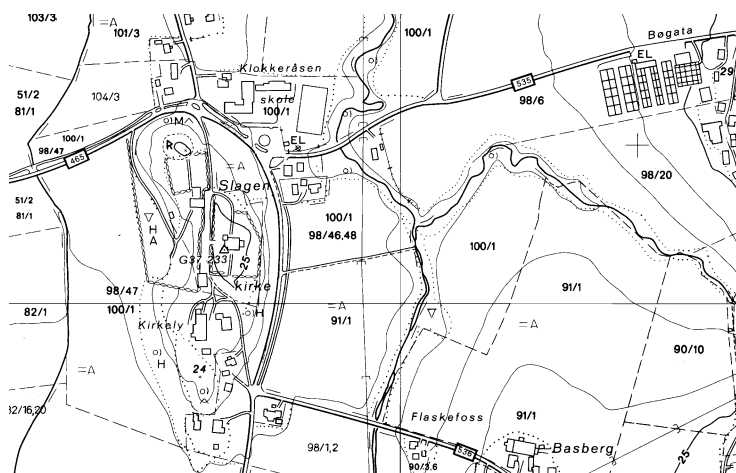 103/3
=A
101/3
100/1
Bøgata
EL
29
Klokkeråsen
51/2
81/1
104/3
skole
100/1
535
98/6
M
100/1
98/47
EL
465
R
=A
98/20
Slagen
51/2
81/1
100/1
98/46,48
H
A
100/1
G37 233
25
98/47
100/1
kirke
91/1
82/1
Kirkely
H
=A
91/1
=A
H
90/10
=A
24
32/16,20
Flaskefoss
91/1
98/1,2
536
Basberg
90/3,6
25